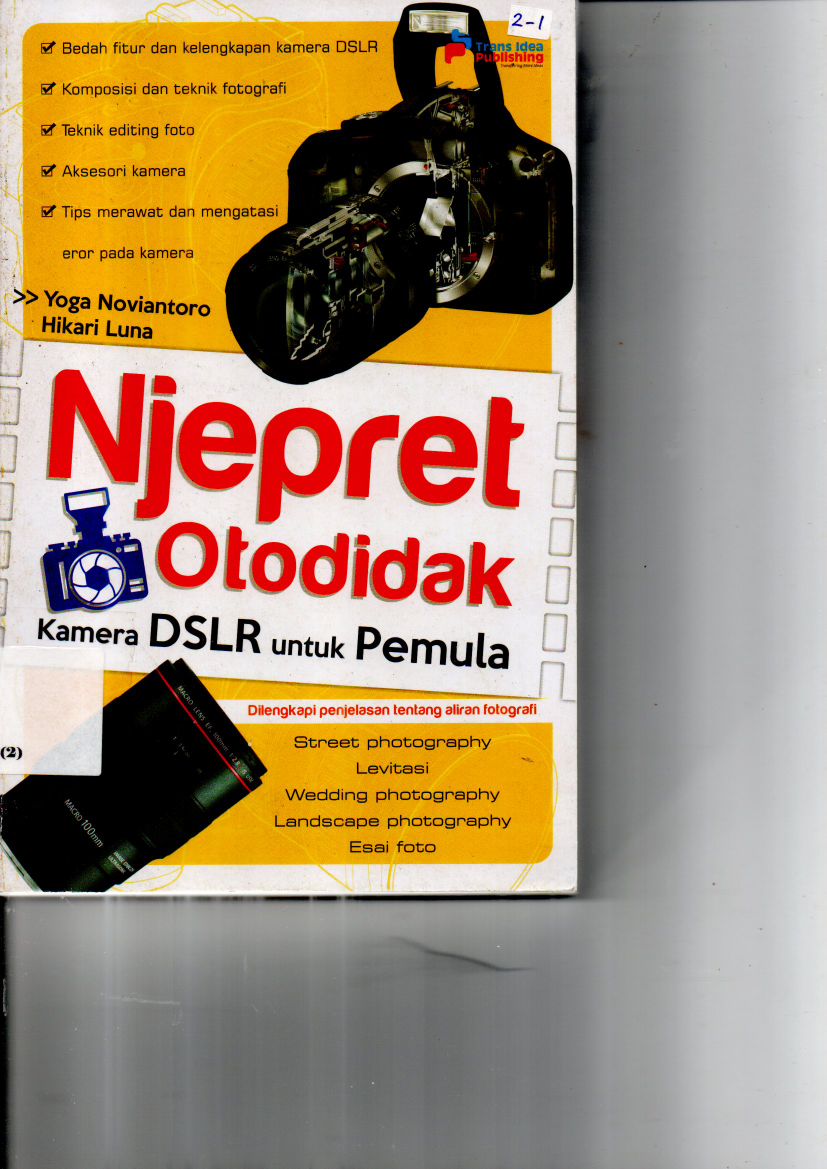 2-1
Trans Idea
Publishing
Bedah fitur dan kelengkapan kamera DSLR
Komposisi dan teknik fotografi
Teknik editing foto
Aksesori kamera
Tips merawat dan mengatasi
eror pada kamera
>> Yoga Noviantoro
Hikari Luna
Njepret
Otodidak
Kamera DSLR untuk Pemula
Dilengkapi penjelasan tentang aliran fotografi
Street photography
Levitasi
Wedding photography
Landscape photography
Esai foto
(2)
MACRO 100mm